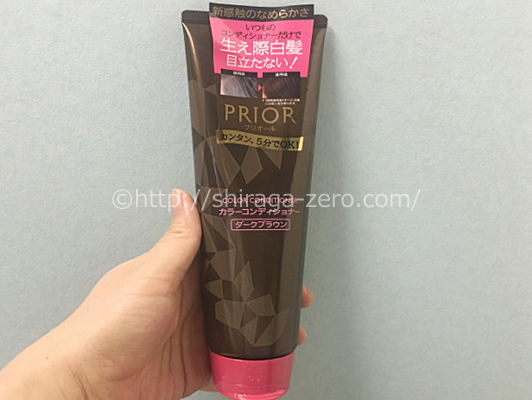 新感触のなめらかさ
いつもの
コンディショナーだけで
生え際白髪
目立たない!
PRIOR
プリオール
カンタン、5分でOK!
©http://shiraga-zero.com/
COLOR CONDITIONER
カラーコンディショナー
ダークブラウン